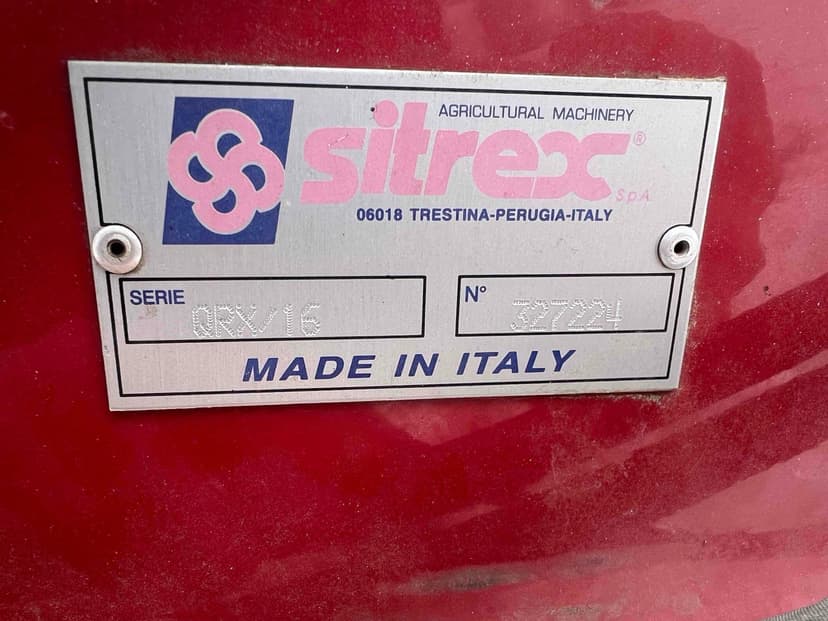 AGRICULTURAL MACHINERY
sitrex® S.p.A.
06018 TRESTINA-PERUGIA-ITALY
SERIE QRX/16
N° 327224
MADE IN ITALY